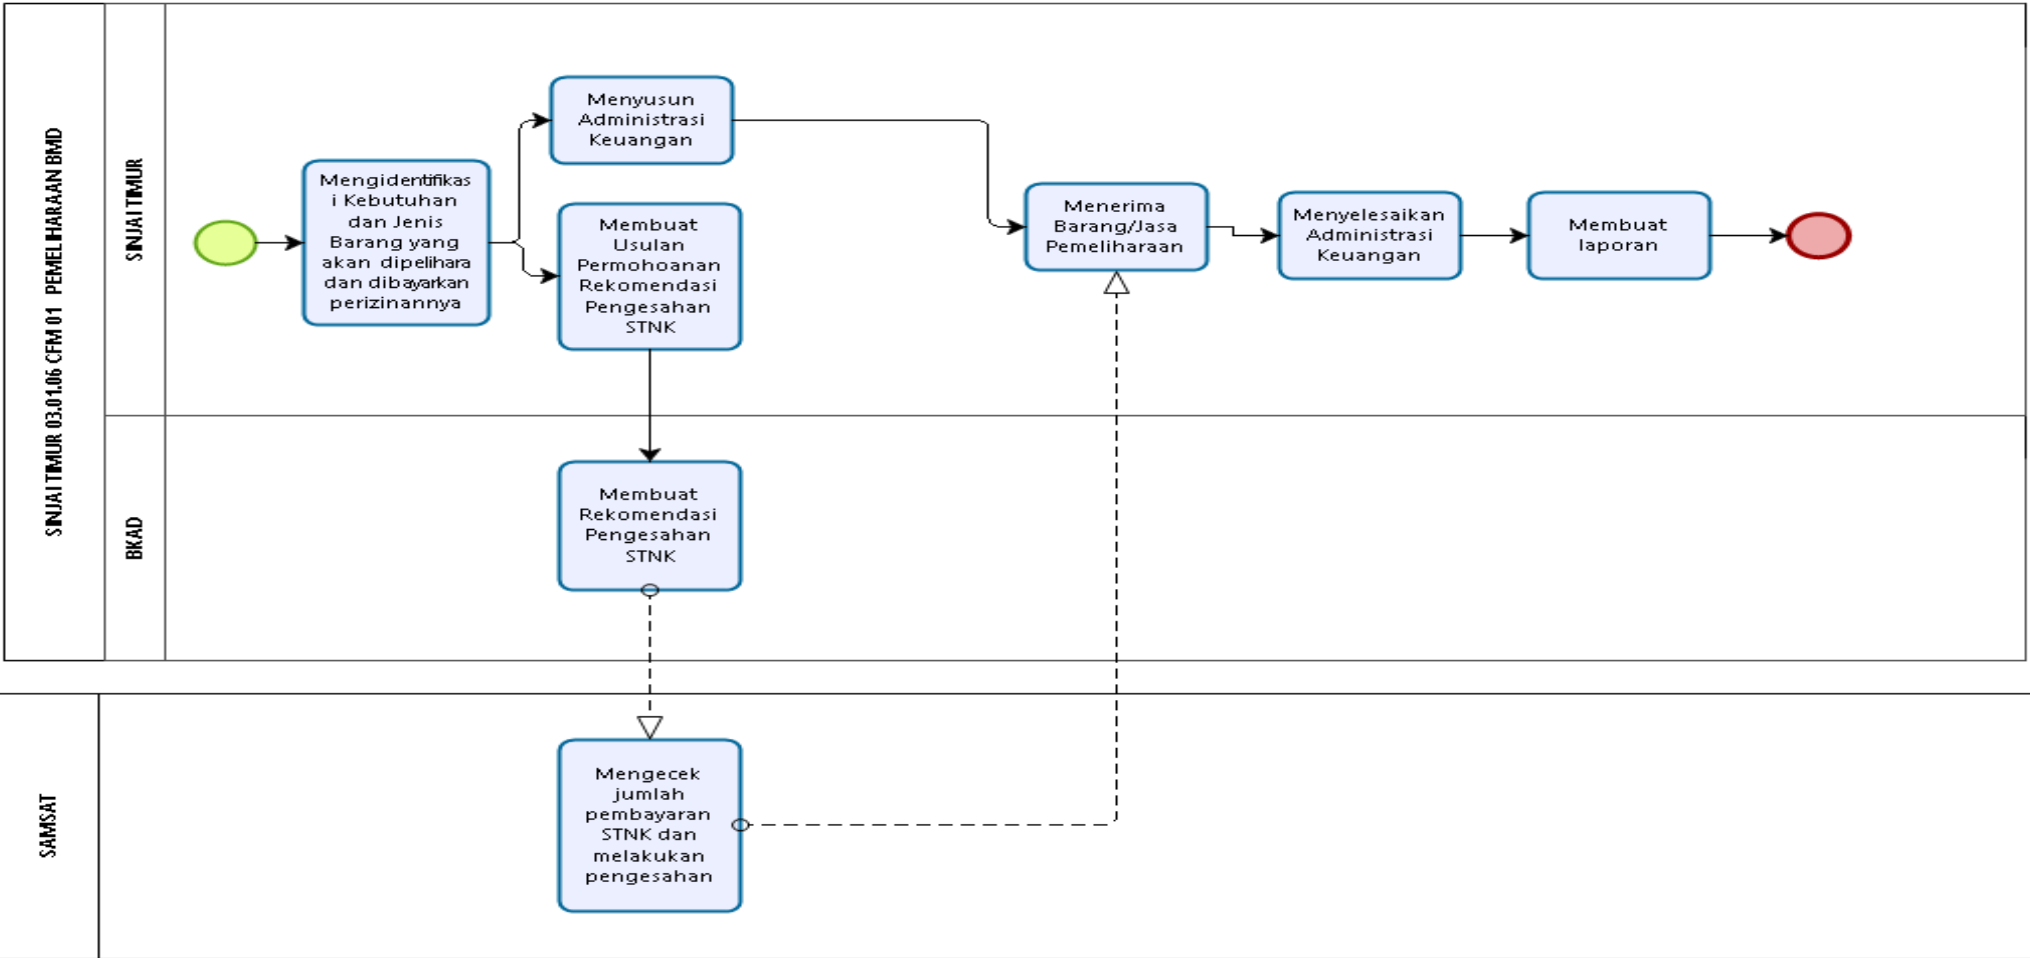 SINJAI TIMUR 03.01.06 CFM 01 PEMELIHARAAN BMD
SINJAI TIMUR
Mengidentifikas
i Kebutuhan
dan Jenis
Barang yang
akan dipelihara
dan dibayarkan
perizinannya
Menyusun
Administrasi
Keuangan
Membuat
Usulan
Permohoanan
Rekomendasi
Pengesahan
STNK
Menerima
Barang/Jasa
Pemeliharaan
Menyelesaikan
Administrasi
Keuangan
Membuat
laporan
BKAD
Membuat
Rekomendasi
Pengesahan
STNK
SAMSAT
Mengecek
jumlah
pembayaran
STNK dan
melakukan
pengesahan